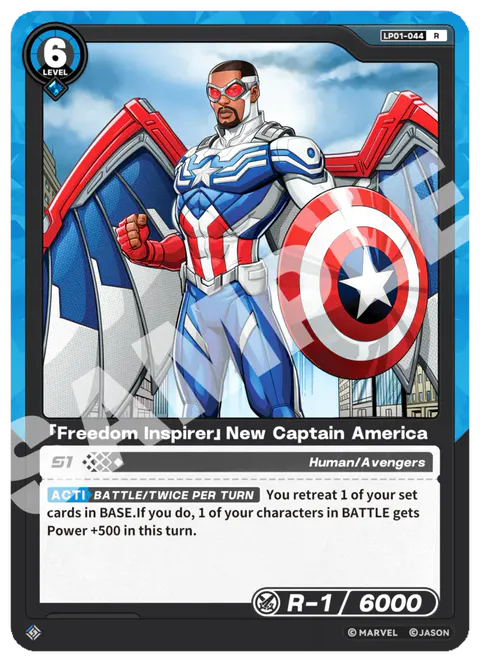 6
LEVEL
LP01-044 R
SAMPLE
「Freedom Inspirer」 New Captain America
S1
Human/Avengers
ACTI BATTLE/TWICE PER TURN You retreat 1 of your set
cards in BASE.If you do, 1 of your characters in BATTLE gets
Power +500 in this turn.
R-1 / 6000
©MARVEL ©JASON